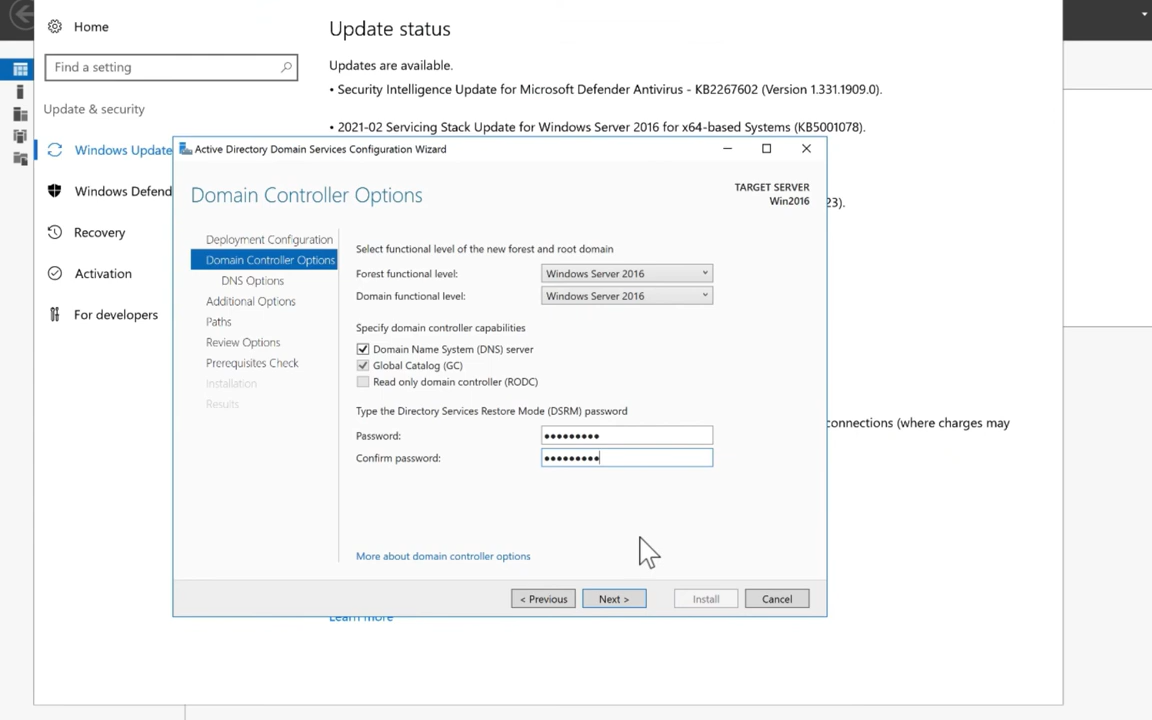 Home
Find a setting
Update & security
Windows Update
Windows Defend
Recovery
Activation
For developers
Update status
Updates are available.
• Security Intelligence Update for Microsoft Defender Antivirus - KB2267602 (Version 1.331.1909.0).
• 2021-02 Servicing Stack Update for Windows Server 2016 for x64-based Systems (KB5001078).
23).
connections (where charges may
Learn more
Active Directory Domain Services Configuration Wizard
Domain Controller Options
TARGET SERVER
Win2016
Deployment Configuration
Domain Controller Options
DNS Options
Additional Options
Paths
Review Options
Prerequisites Check
Installation
Results
Select functional level of the new forest and root domain
Forest functional level: Windows Server 2016
Domain functional level: Windows Server 2016
Specify domain controller capabilities
Domain Name System (DNS) server
Global Catalog (GC)
Read only domain controller (RODC)
Type the Directory Services Restore Mode (DSRM) password
Password: •••••••••
Confirm password: •••••••••
More about domain controller options
< Previous Next > Install Cancel